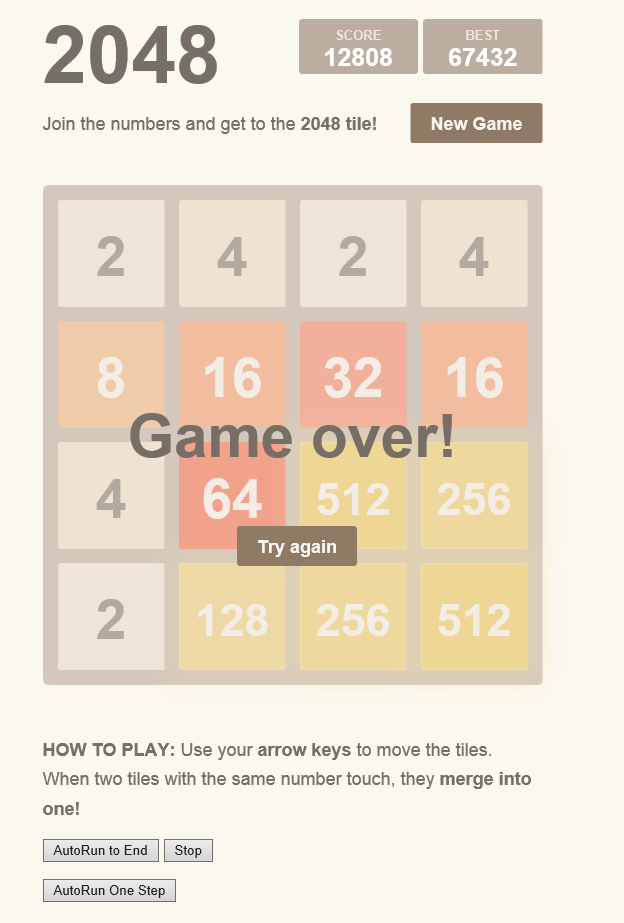 2048
SCORE
12808
BEST
67432
Join the numbers and get to the 2048 tile!
New Game
2 4 2 4
8 16 32 16
Game over!
4 64 512 256
Try again
2 128 256 512
HOW TO PLAY: Use your arrow keys to move the tiles.
When two tiles with the same number touch, they merge into
one!
AutoRun to End Stop
AutoRun One Step